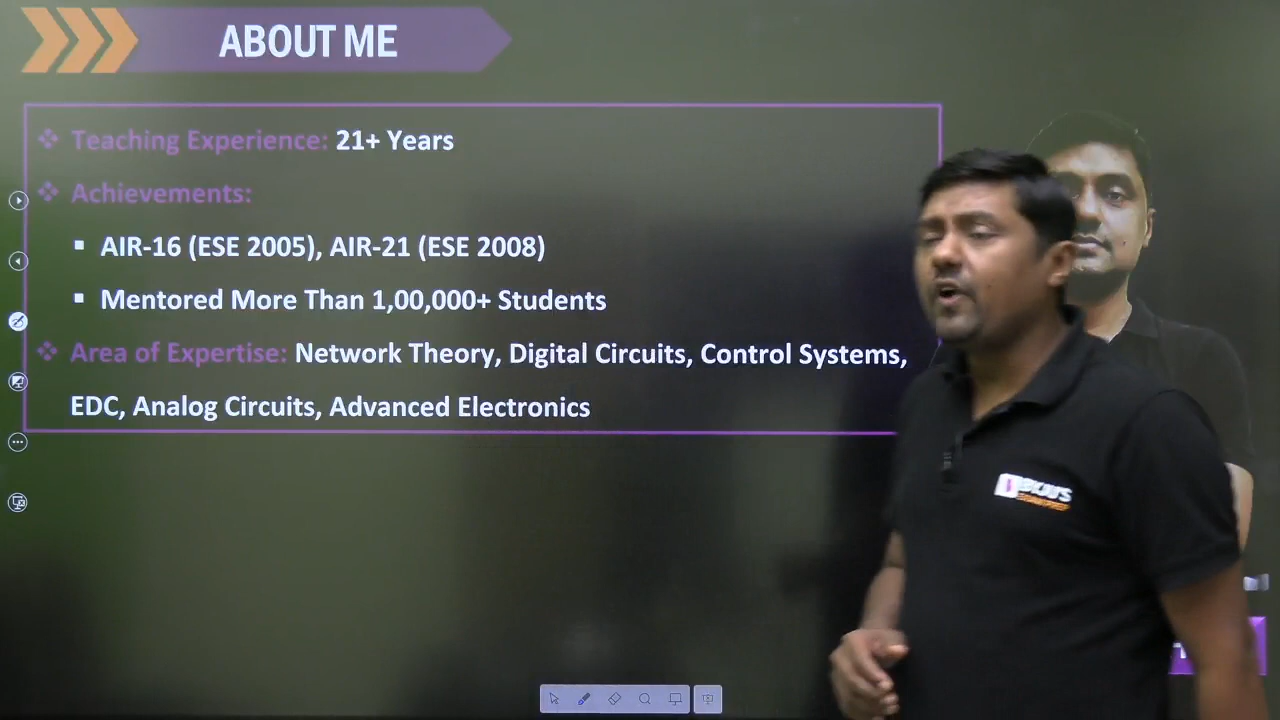 ABOUT ME
❖ Teaching Experience: 21+ Years
❖ Achievements:
▪ AIR-16 (ESE 2005), AIR-21 (ESE 2008)
▪ Mentored More Than 1,00,000+ Students
❖ Area of Expertise: Network Theory, Digital Circuits, Control Systems,
EDC, Analog Circuits, Advanced Electronics
BYJU'S